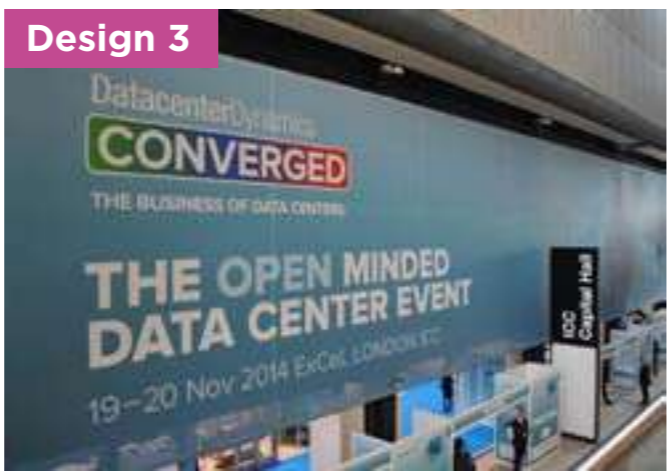 Design 3
DatacenterDynamics
CONVERGED
THE BUSINESS OF DATA CENTERS
THE OPEN MINDED
DATA CENTER EVENT
19-20 Nov 2014 ExCeL LONDON ICC
ICC
Capital Hall